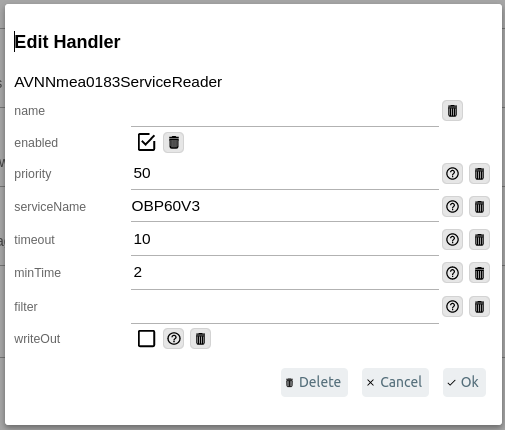 Edit Handler
AVNNmea0183ServiceReader
name
enabled
priority 50
serviceName OBP60V3
timeout 10
minTime 2
filter
writeOut
Delete Cancel Ok